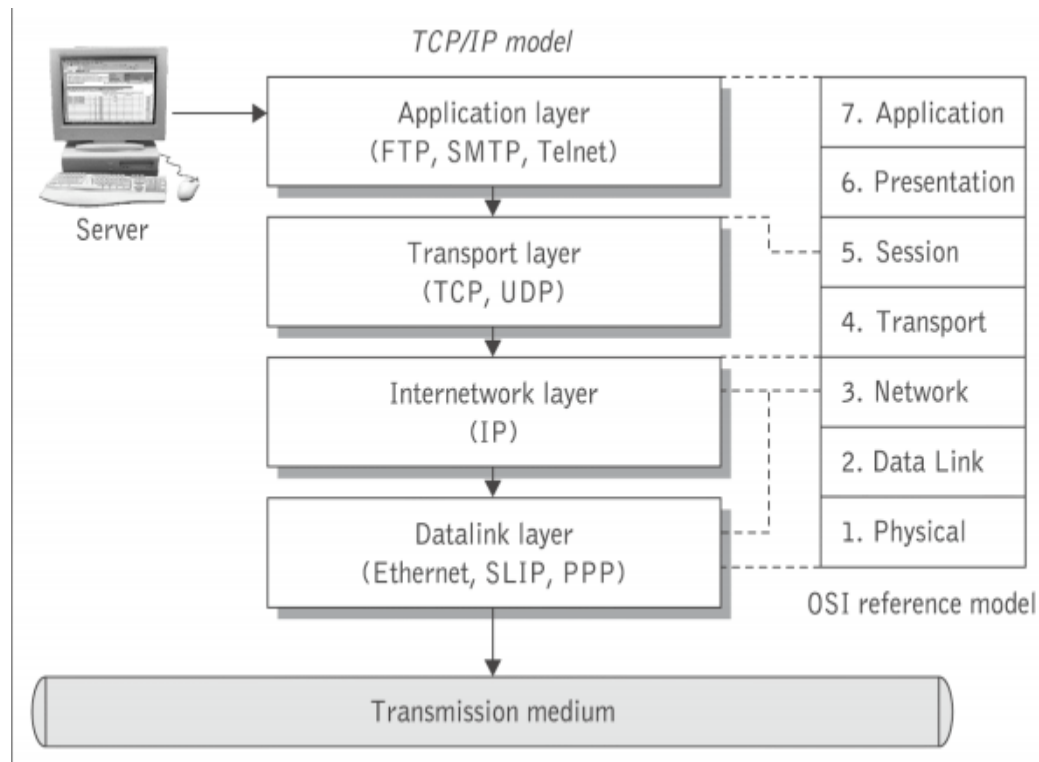 TCP/IP model
Application layer
(FTP, SMTP, Telnet)
Server
Transport layer
(TCP, UDP)
Internetwork layer
(IP)
Datalink layer
(Ethernet, SLIP, PPP)
Transmission medium
7. Application
6. Presentation
5. Session
4. Transport
3. Network
2. Data Link
1. Physical
OSI reference model